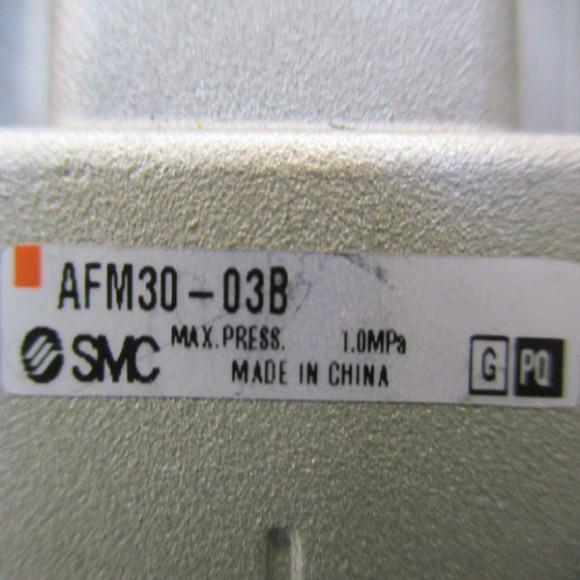 AFM30-03B
SMC MAX.PRESS. 1.0MPa
MADE IN CHINA
G PQ